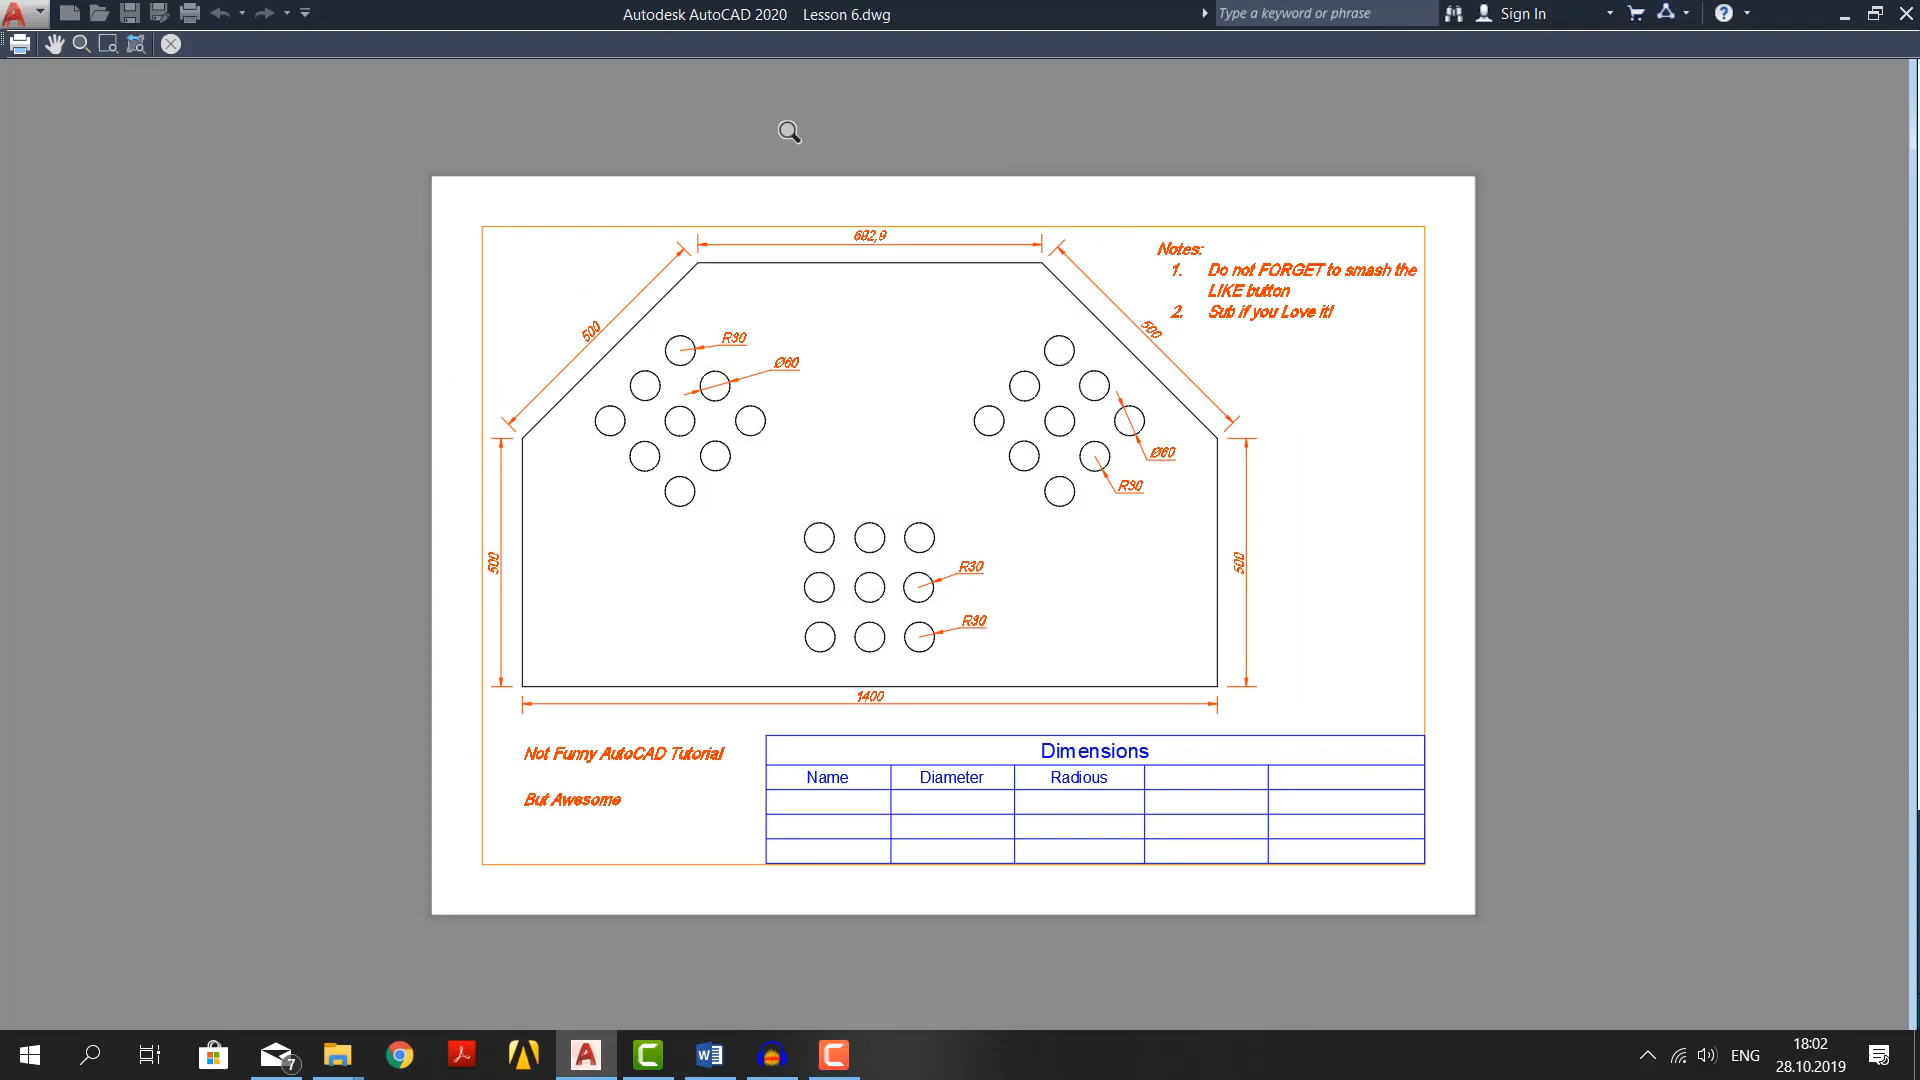 Autodesk AutoCAD 2020 Lesson 6.dwg
Type a keyword or phrase
Sign In
692,9
Notes:
1. Do not FORGET to smash the
LIKE button
2. Sub if you Love it!
500
500
R30
Ø60
Ø60
R30
500
500
R30
R30
1400
Not Funny AutoCAD Tutorial
But Awesome
Dimensions
Name Diameter Radious
7
ENG
18:02
28.10.2019